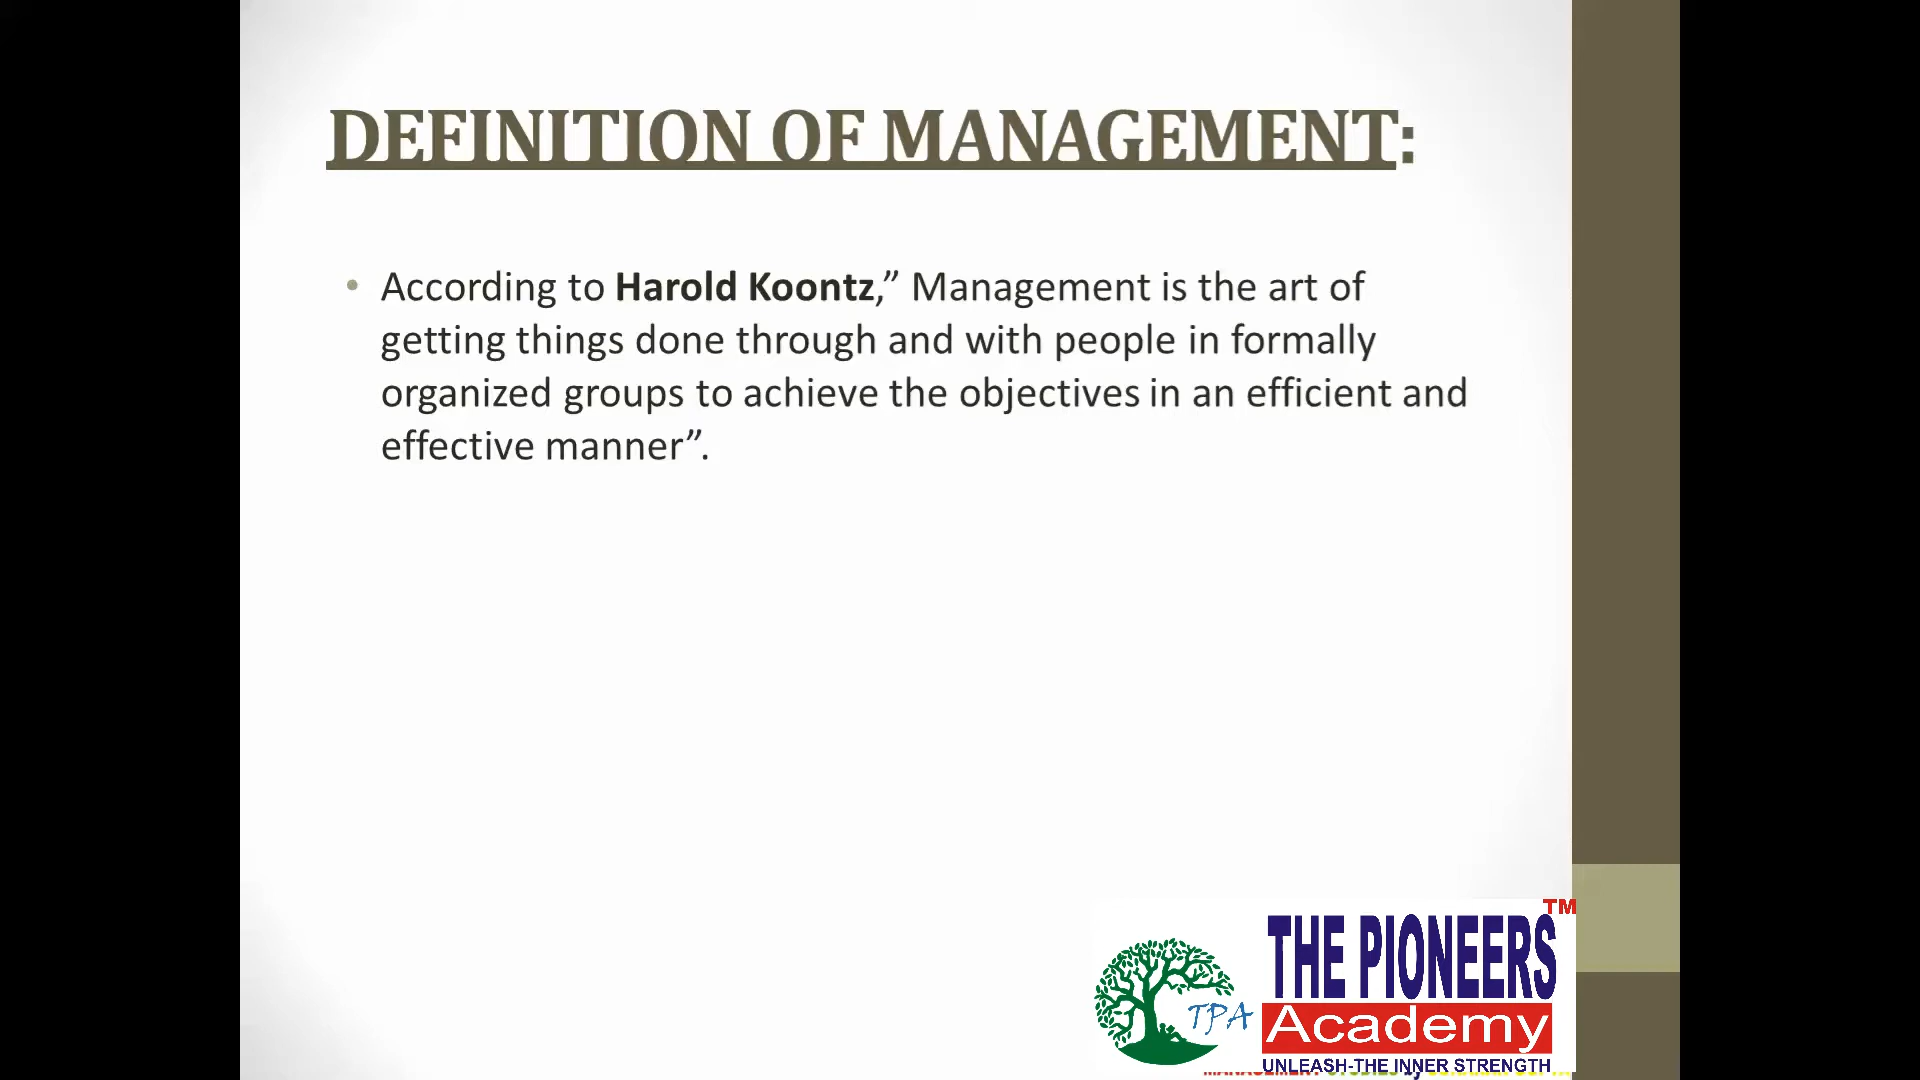 DEFINITION OF MANAGEMENT:
• According to Harold Koontz,” Management is the art of
getting things done through and with people in formally
organized groups to achieve the objectives in an efficient and
effective manner”.
TM
THE PIONEERS
TPA
Academy
UNLEASH-THE INNER STRENGTH